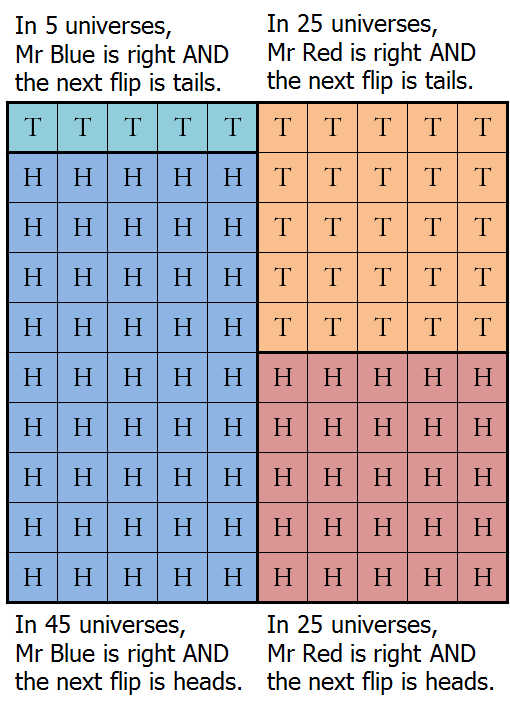 In 5 universes,
Mr Blue is right AND
the next flip is tails.
In 25 universes,
Mr Red is right AND
the next flip is tails.
T T T T T T T T T T
H H H H H T T T T T
H H H H H T T T T T
H H H H H T T T T T
H H H H H T T T T T
H H H H H H H H H H
H H H H H H H H H H
H H H H H H H H H H
H H H H H H H H H H
H H H H H H H H H H
In 45 universes,
Mr Blue is right AND
the next flip is heads.
In 25 universes,
Mr Red is right AND
the next flip is heads.